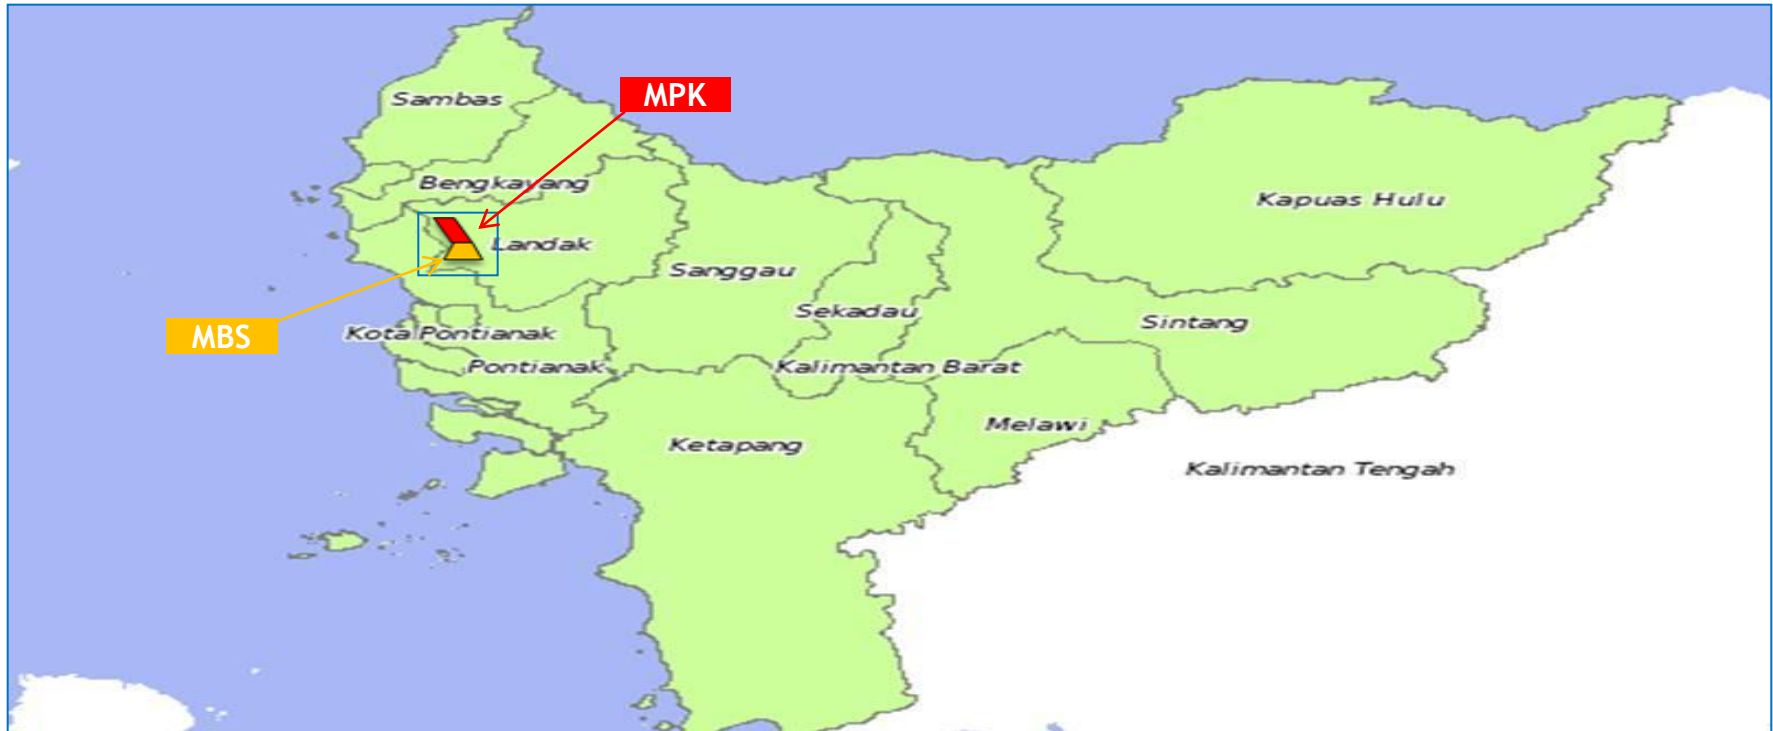 Sambas
MPK
Bengkayang
Kapuas Hulu
Landak
Sanggau
Sekadau
Sintang
MBS
Kota Pontianak
Pontianak
Kalimantan Barat
Melawi
Ketapang
Kalimantan Tengah